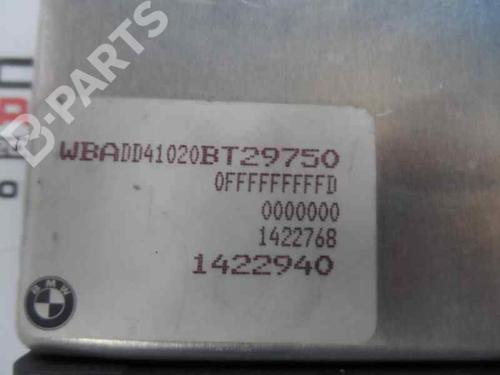 B-PARTS
WBADD41020BT29750
0FFFFFFFFFD
0000000
1422768
1422940
BMW